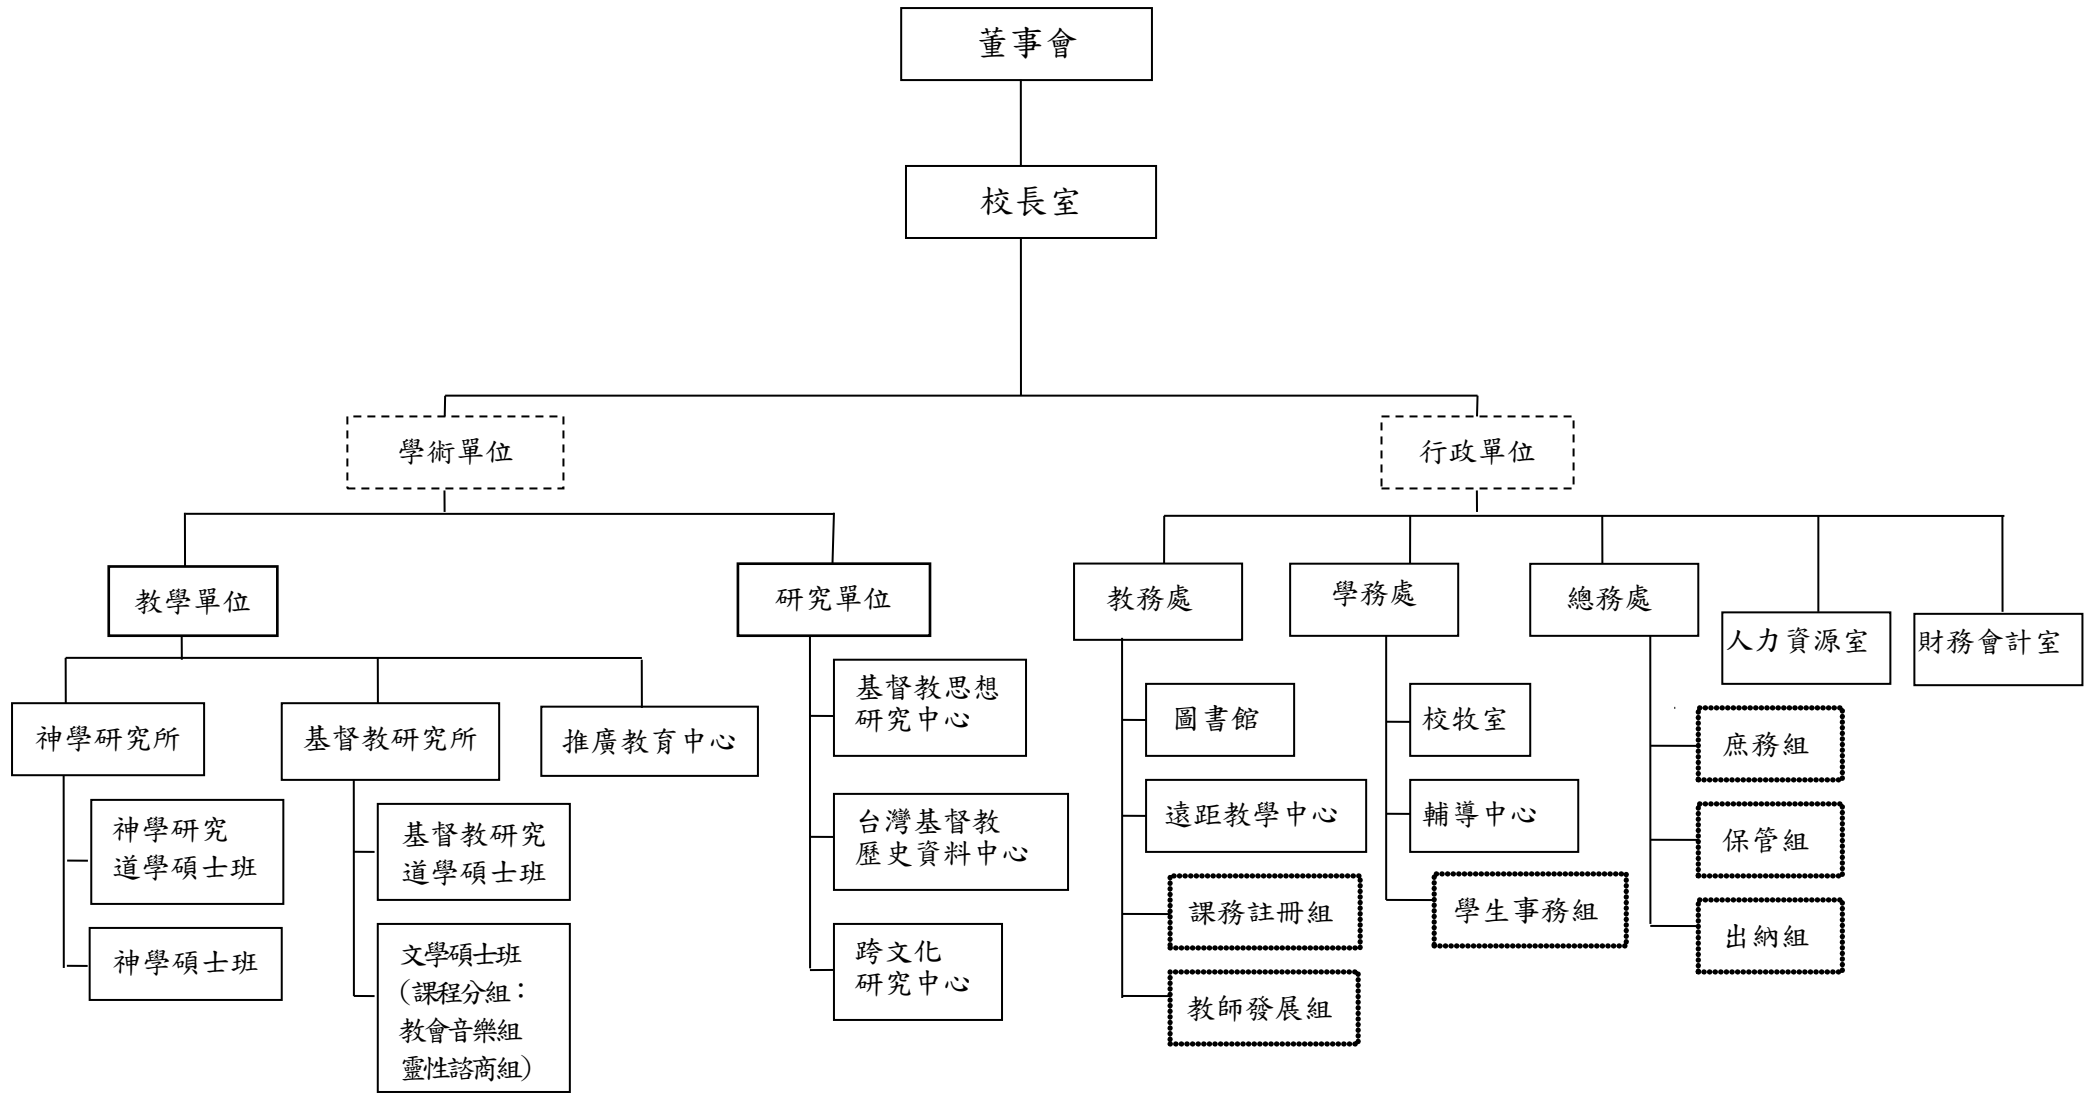 董事會
校長室
學術單位
行政單位
教學單位
研究單位
教務處
學務處
總務處
人力資源室
財務會計室
神學研究所
基督教研究所
推廣教育中心
神學研究
道學碩士班
神學碩士班
基督教研究
道學碩士班
文學碩士班
（課程分組：
教會音樂組
靈性諮商組）
基督教思想
研究中心
台灣基督教
歷史資料中心
跨文化
研究中心
圖書館
遠距教學中心
課務註冊組
教師發展組
校牧室
輔導中心
學生事務組
庶務組
保管組
出納組